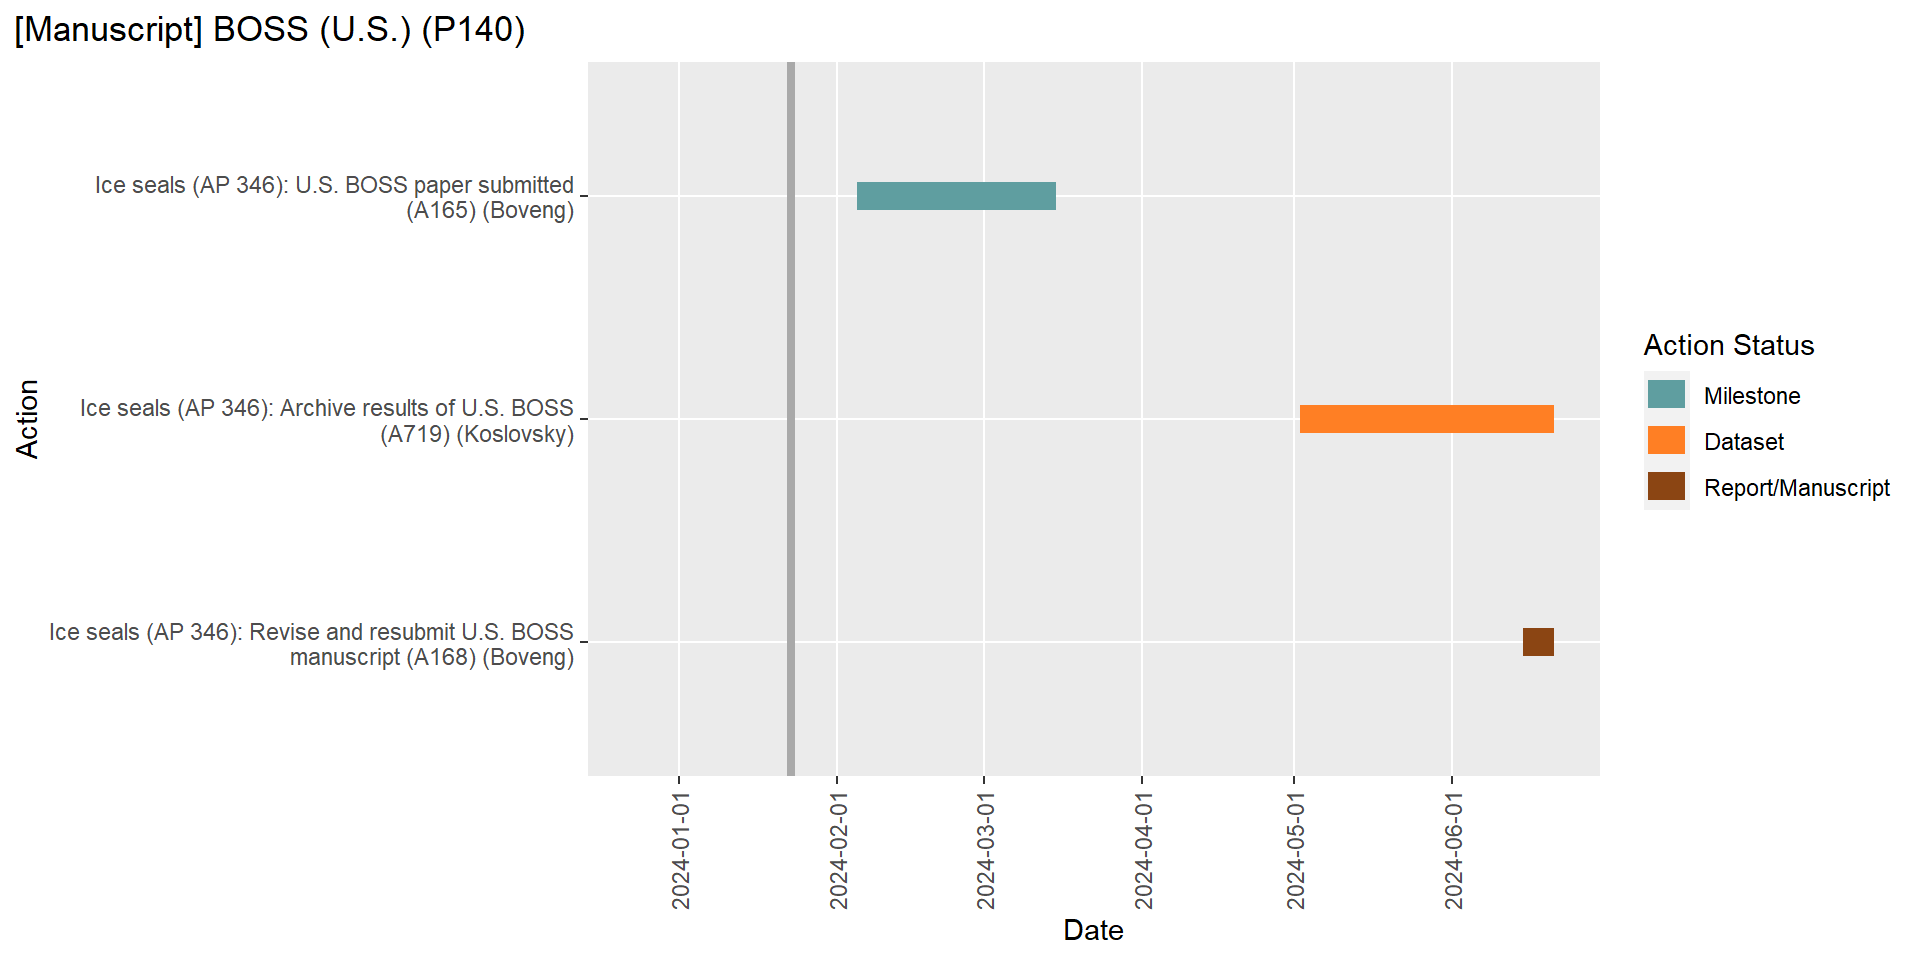 [Manuscript] BOSS (U.S.) (P140)
Action
Ice seals (AP 346): U.S. BOSS paper submitted
(A165) (Boveng)
Ice seals (AP 346): Archive results of U.S. BOSS
(A719) (Koslovsky)
Ice seals (AP 346): Revise and resubmit U.S. BOSS
manuscript (A168) (Boveng)
2024-01-01
2024-02-01
2024-03-01
2024-04-01
2024-05-01
2024-06-01
Date
Action Status
Milestone
Dataset
Report/Manuscript